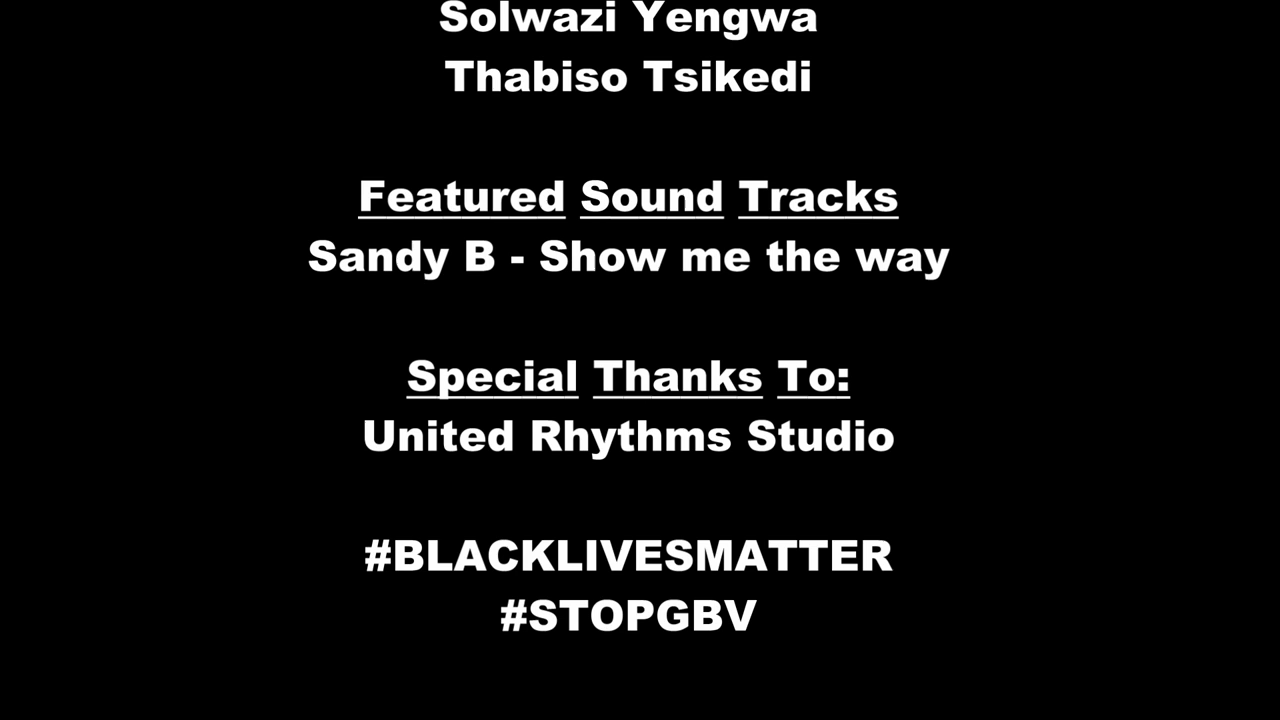 Solwazi Yengwa
Thabiso Tsikedi
Featured Sound Tracks
Sandy B - Show me the way
Special Thanks To:
United Rhythms Studio
#BLACKLIVESMATTER
#STOPGBV